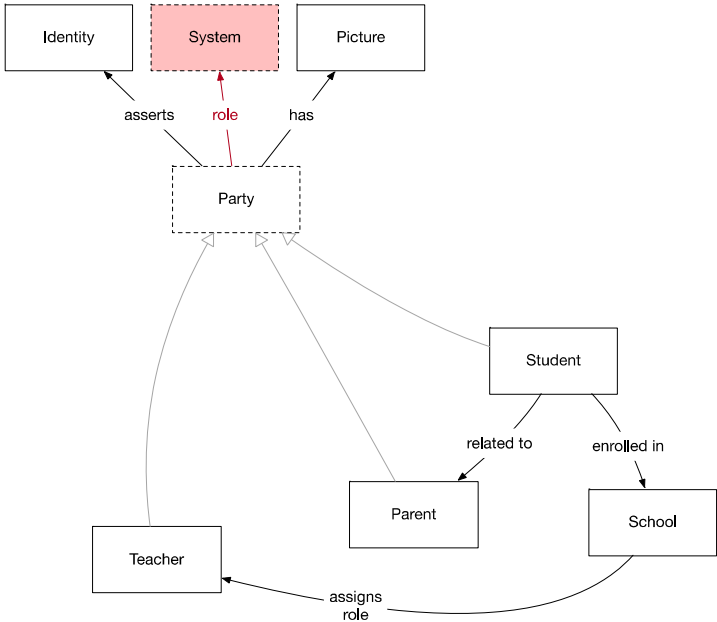 Identity
System
Picture
asserts
role
has
Party
Student
related to
enrolled in
Parent
School
Teacher
assigns
role